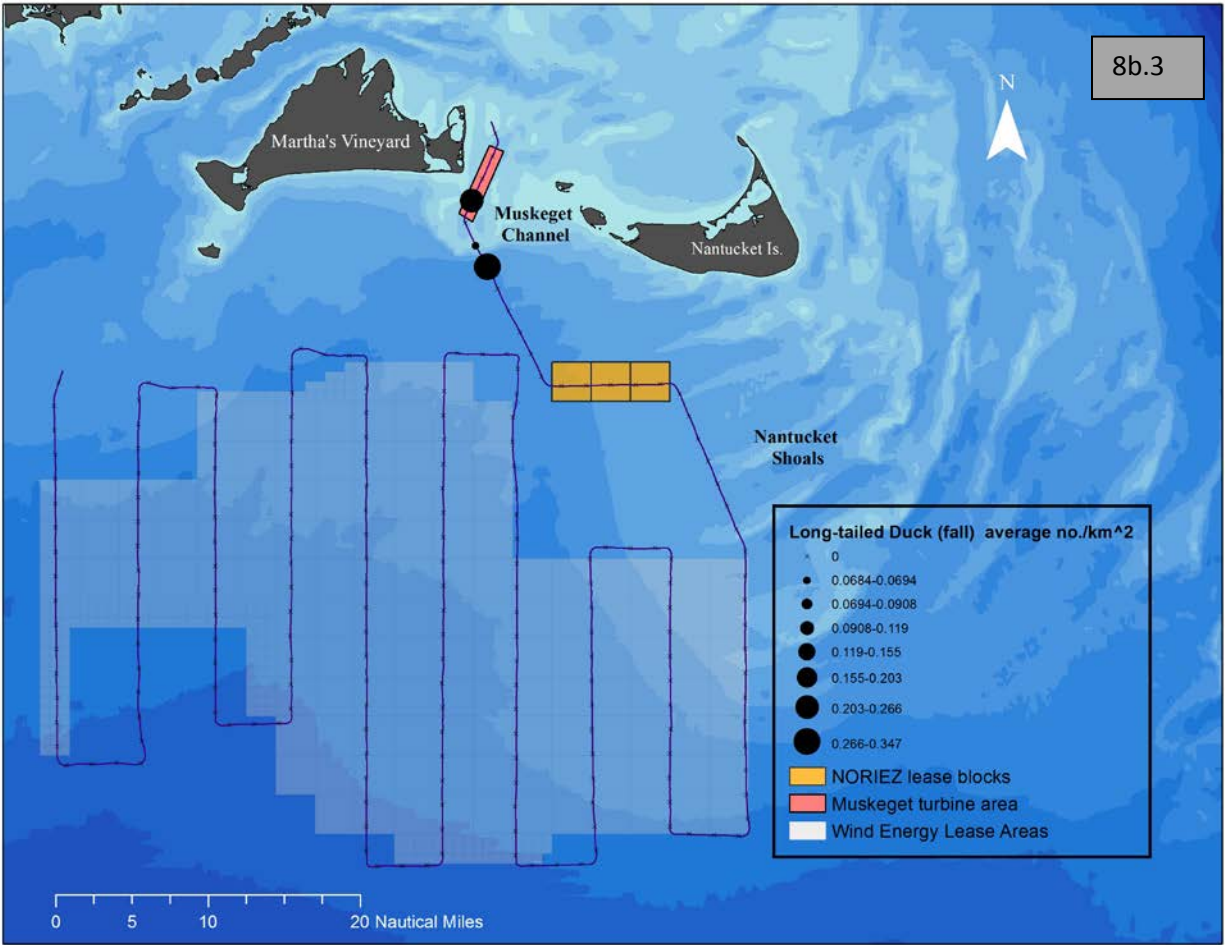 8b.3
N
Martha's Vineyard
Muskeget
Channel
Nantucket Is.
Nantucket
Shoals
Long-tailed Duck (fall) average no./km^2
0
0.0684-0.0694
0.0694-0.0908
0.0908-0.119
0.119-0.155
0.155-0.203
0.203-0.266
0.266-0.347
NORIEZ lease blocks
Muskeget turbine area
Wind Energy Lease Areas
0 5 10 20 Nautical Miles